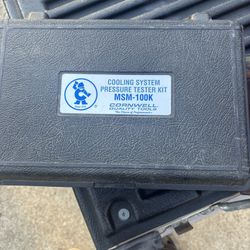 COOLING SYSTEM
PRESSURE TESTER KIT
MSM-100K
CORNWELL
QUALITY TOOLS